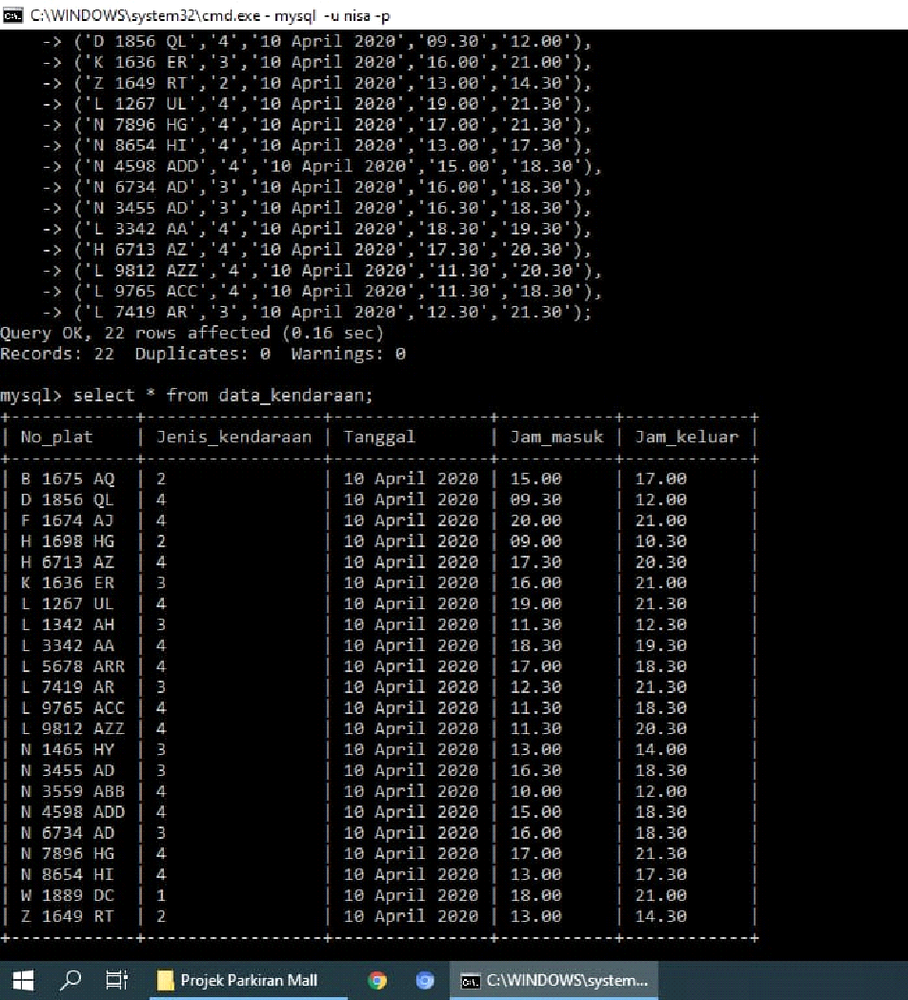 C:\WINDOWS\system32\cmd.exe - mysql -u nisa -p
-> ('D 1856 QL','4','10 April 2020','09.30','12.00'),
-> ('K 1636 ER','3','10 April 2020','16.00','21.00'),
-> ('Z 1649 RT','2','10 April 2020','13.00','14.30'),
-> ('L 1267 UL','4','10 April 2020','19.00','21.30'),
-> ('N 7896 HG','4','10 April 2020','17.00','21.30'),
-> ('N 8654 HI','4','10 April 2020','13.00','17.30'),
-> ('N 4598 ADD','4','10 April 2020','15.00','18.30'),
-> ('N 6734 AD','3','10 April 2020','16.00','18.30'),
-> ('N 3455 AD','3','10 April 2020','16.30','18.30'),
-> ('L 3342 AA','4','10 April 2020','18.30','19.30'),
-> ('H 6713 AZ','4','10 April 2020','17.30','20.30'),
-> ('L 9812 AZZ','4','10 April 2020','11.30','20.30'),
-> ('L 9765 ACC','4','10 April 2020','11.30','18.30'),
-> ('L 7419 AR','3','10 April 2020','12.30','21.30');
Query OK, 22 rows affected (0.16 sec)
Records: 22  Duplicates: 0  Warnings: 0
mysql> select * from data_kendaraan;
| No_plat | Jenis_kendaraan | Tanggal | Jam_masuk | Jam_keluar |
| B 1675 AQ | 2 | 10 April 2020 | 15.00 | 17.00 |
| D 1856 QL | 4 | 10 April 2020 | 09.30 | 12.00 |
| F 1674 AJ | 4 | 10 April 2020 | 20.00 | 21.00 |
| H 1698 HG | 2 | 10 April 2020 | 09.00 | 10.30 |
| H 6713 AZ | 4 | 10 April 2020 | 17.30 | 20.30 |
| K 1636 ER | 3 | 10 April 2020 | 16.00 | 21.00 |
| L 1267 UL | 4 | 10 April 2020 | 19.00 | 21.30 |
| L 1342 AH | 3 | 10 April 2020 | 11.30 | 12.30 |
| L 3342 AA | 4 | 10 April 2020 | 18.30 | 19.30 |
| L 5678 ARR | 4 | 10 April 2020 | 17.00 | 18.30 |
| L 7419 AR | 3 | 10 April 2020 | 12.30 | 21.30 |
| L 9765 ACC | 4 | 10 April 2020 | 11.30 | 18.30 |
| L 9812 AZZ | 4 | 10 April 2020 | 11.30 | 20.30 |
| N 1465 HY | 3 | 10 April 2020 | 13.00 | 14.00 |
| N 3455 AD | 3 | 10 April 2020 | 16.30 | 18.30 |
| N 3559 ABB | 4 | 10 April 2020 | 10.00 | 12.00 |
| N 4598 ADD | 4 | 10 April 2020 | 15.00 | 18.30 |
| N 6734 AD | 3 | 10 April 2020 | 16.00 | 18.30 |
| N 7896 HG | 4 | 10 April 2020 | 17.00 | 21.30 |
| N 8654 HI | 4 | 10 April 2020 | 13.00 | 17.30 |
| W 1889 DC | 1 | 10 April 2020 | 18.00 | 21.00 |
| Z 1649 RT | 2 | 10 April 2020 | 13.00 | 14.30 |
Projek Parkiran Mall
C:\WINDOWS\system...